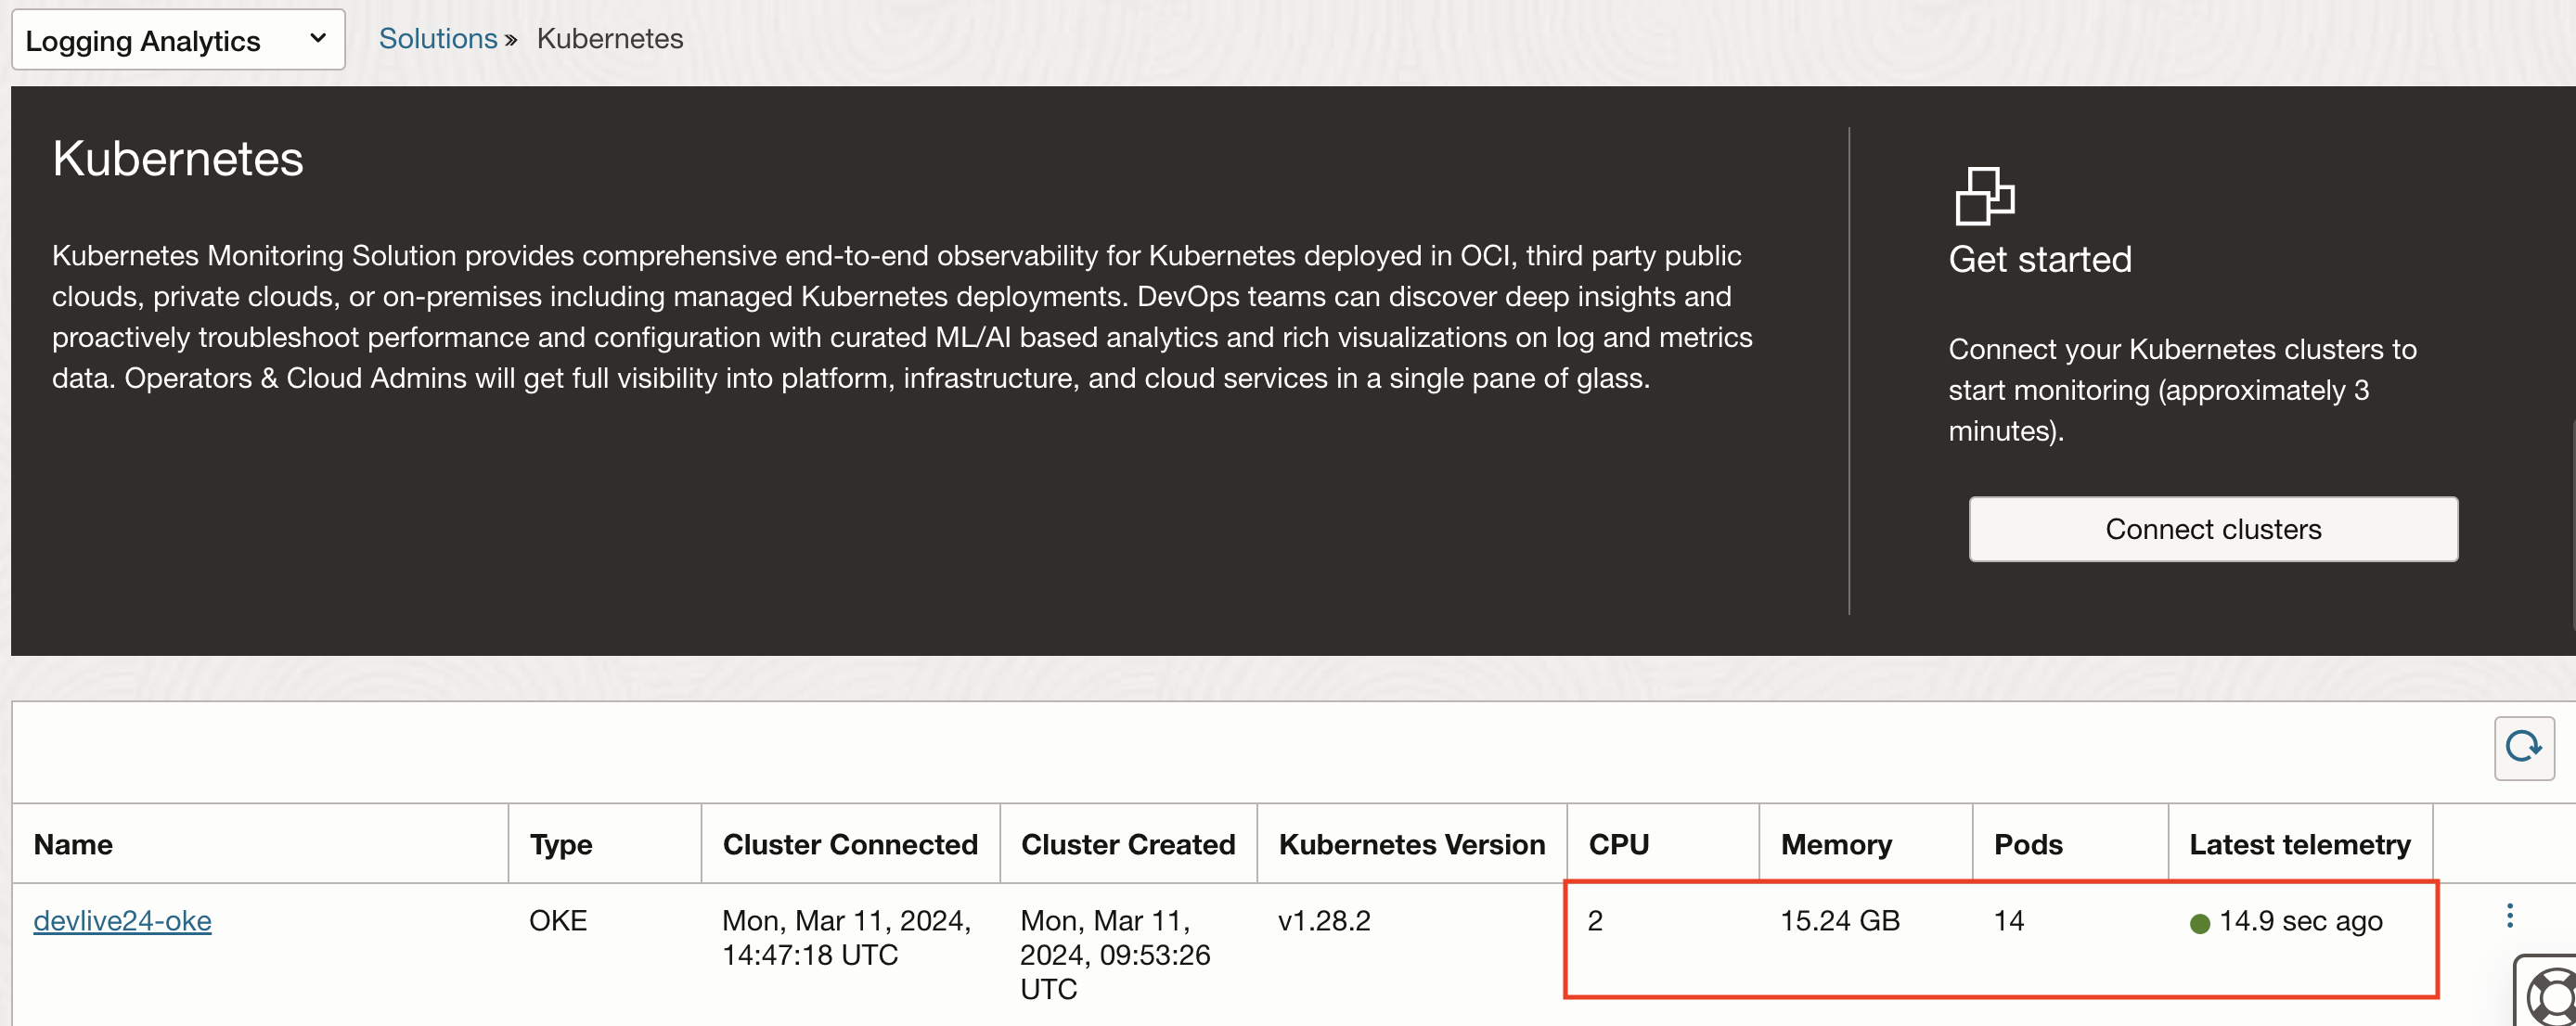 Logging Analytics
Solutions » Kubernetes
Kubernetes
Kubernetes Monitoring Solution provides comprehensive end-to-end observability for Kubernetes deployed in OCI, third party public
clouds, private clouds, or on-premises including managed Kubernetes deployments. DevOps teams can discover deep insights and
proactively troubleshoot performance and configuration with curated ML/AI based analytics and rich visualizations on log and metrics
data. Operators & Cloud Admins will get full visibility into platform, infrastructure, and cloud services in a single pane of glass.
Get started
Connect your Kubernetes clusters to
start monitoring (approximately 3
minutes).
Connect clusters
Name Type Cluster Connected Cluster Created Kubernetes Version CPU Memory Pods Latest telemetry
devlive24-oke OKE Mon, Mar 11, 2024, Mon, Mar 11, v1.28.2 2 15.24 GB 14 14.9 sec ago
14:47:18 UTC 2024, 09:53:26
UTC